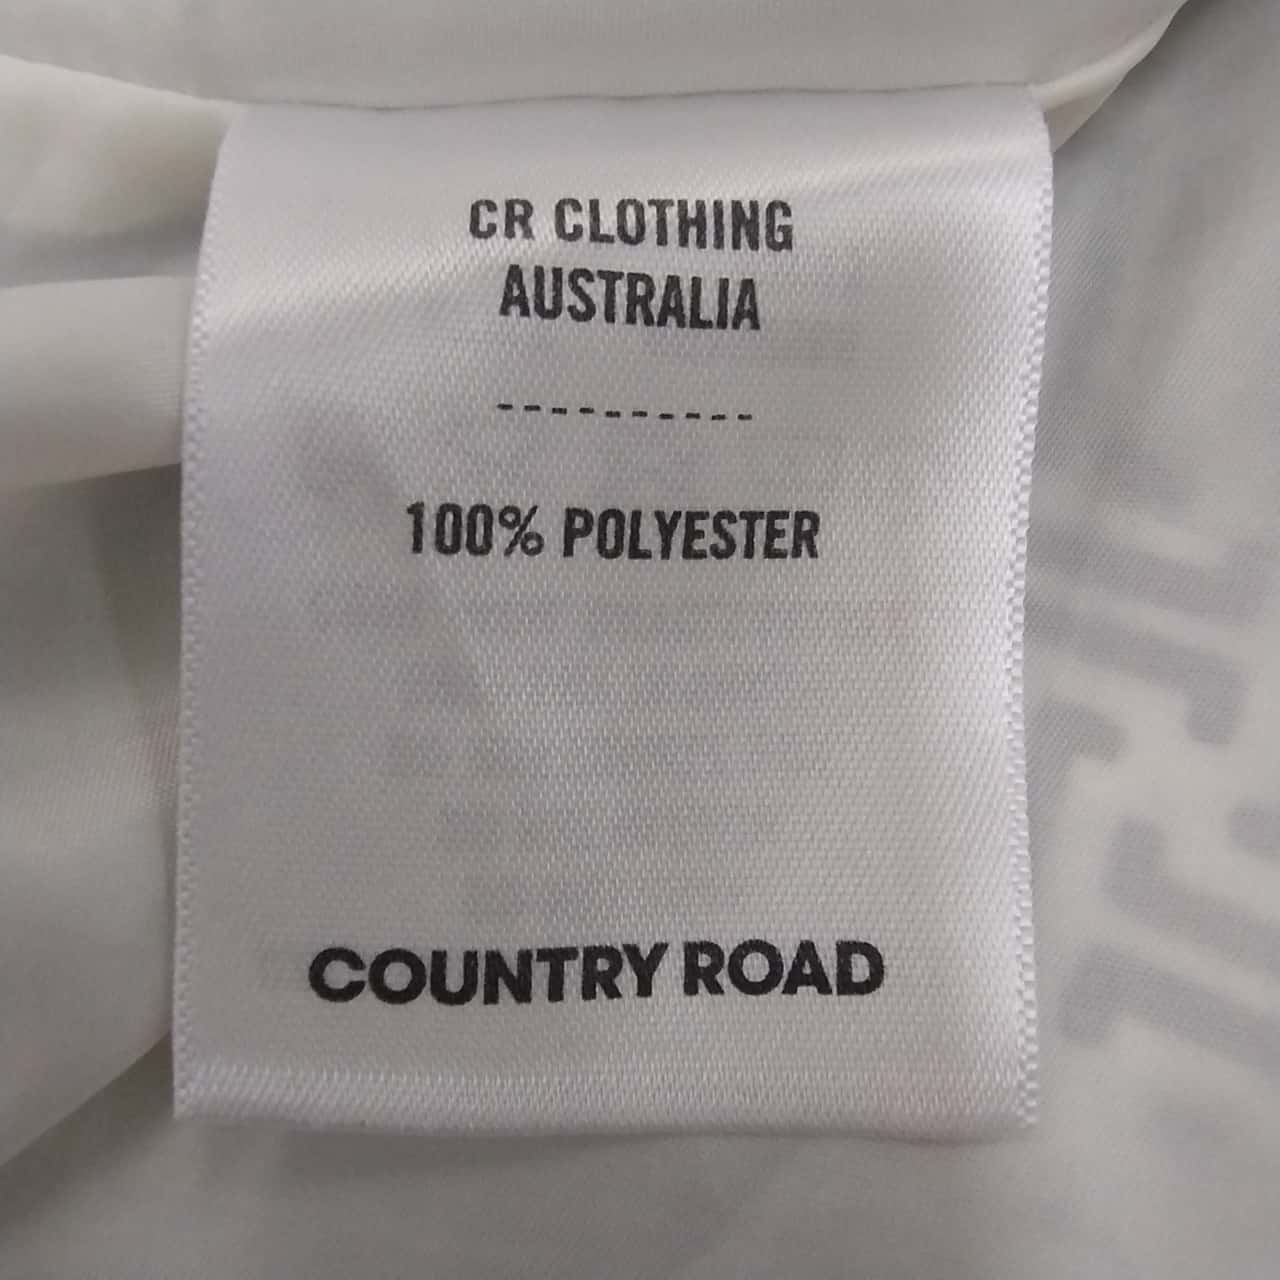 CR CLOTHING
AUSTRALIA
----------
100% POLYESTER
COUNTRY ROAD